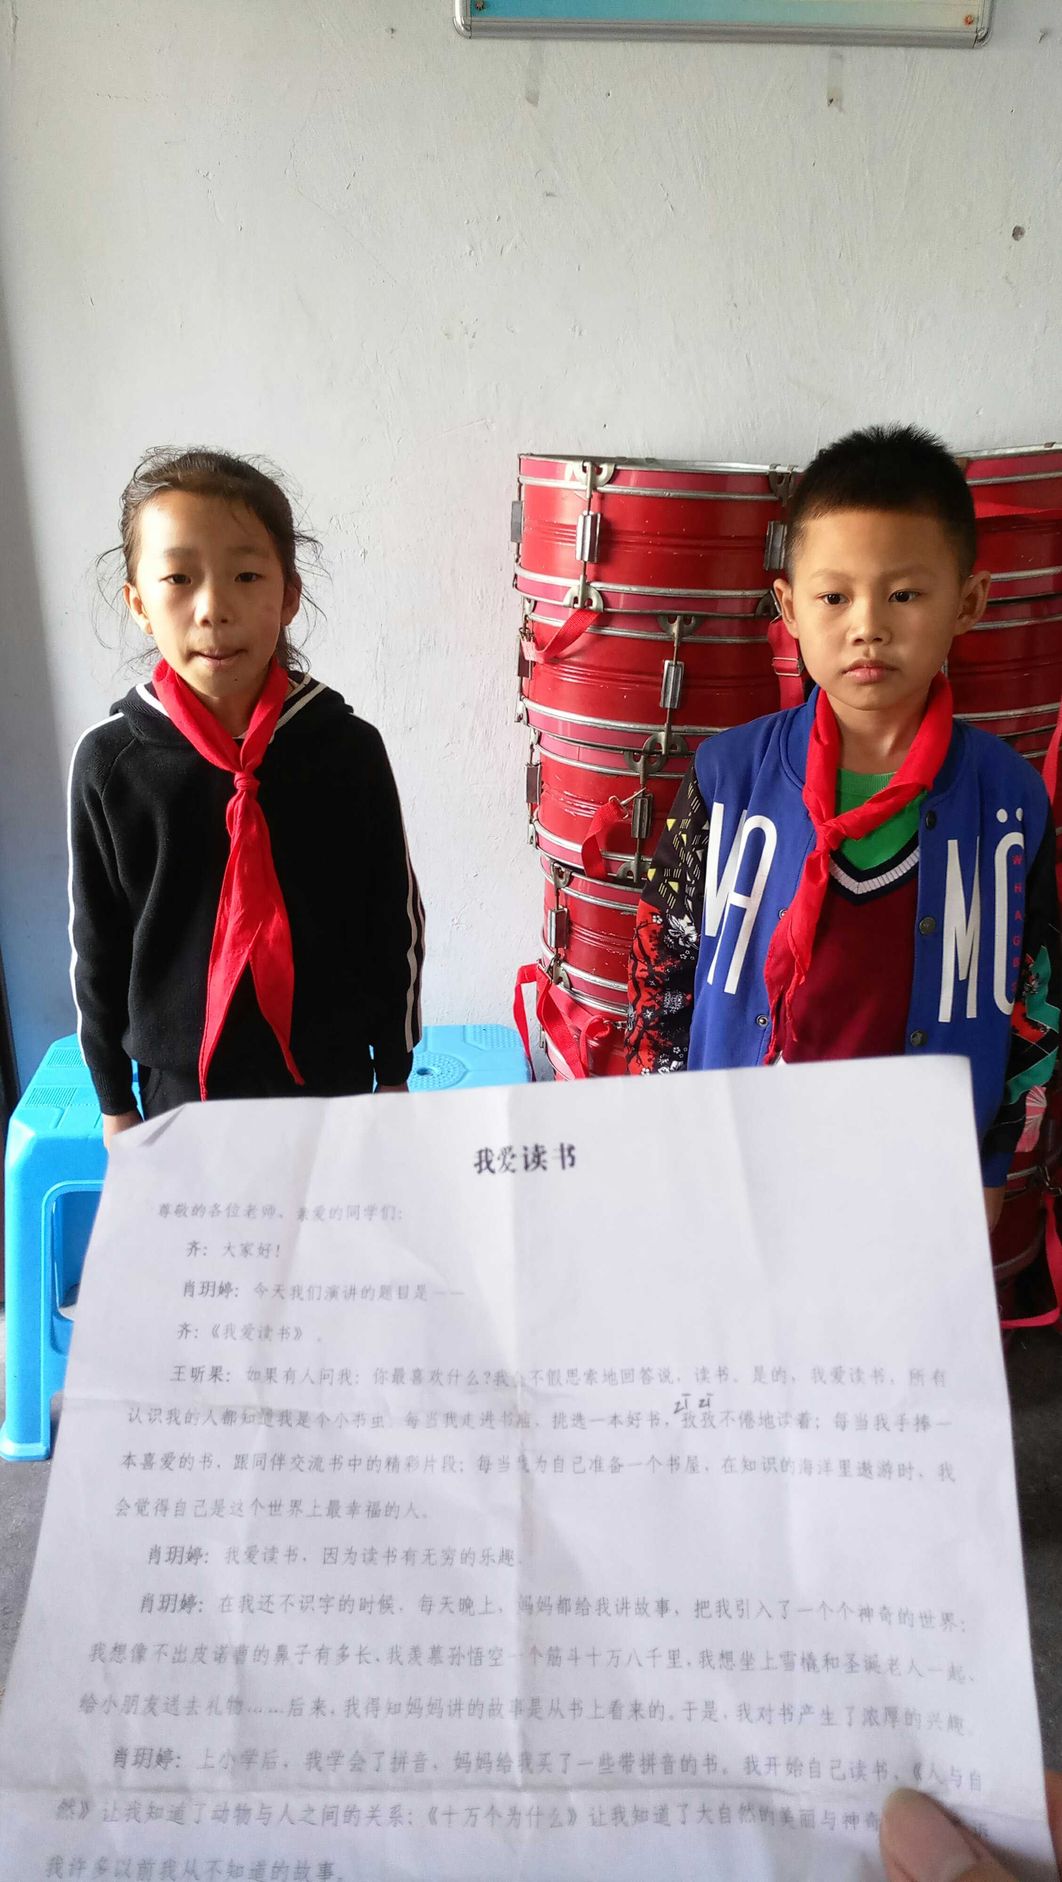 MA MÖ
WHAGB
我爱读书
尊敬的各位老师、亲爱的同学们：
齐：大家好！
肖玥婷：今天我们演讲的题目是——
齐：《我爱读书》。
王听果：如果有人问我：你最喜欢什么？我会不假思索地回答说，读书。是的，我爱读书，所有
认识我的人都知道我是个小书虫。每当我走进书店，挑选一本好书，孜孜不倦地读着；每当我手捧一
本喜爱的书，跟同伴交流书中的精彩片段；每当我为自己准备一个书屋，在知识的海洋里遨游时，我
会觉得自己是这个世界上最幸福的人。
肖玥婷：我爱读书，因为读书有无穷的乐趣。
肖玥婷：在我还不识字的时候，每天晚上，妈妈都给我讲故事，把我引入了一个个神奇的世界：
我想像不出皮诺曹的鼻子有多长，我羡慕孙悟空一个筋斗十万八千里，我想坐上雪橇和圣诞老人一起，
给小朋友送去礼物……后来，我得知妈妈讲的故事是从书上看来的。于是，我对书产生了浓厚的兴趣。
肖玥婷：上小学后，我学会了拼音，妈妈给我买了一些带拼音的书。我开始自己读书，《人与自
然》让我知道了动物与人之间的关系；《十万个为什么》让我知道了大自然的美丽与神奇
我许多以前我从不知道的故事。